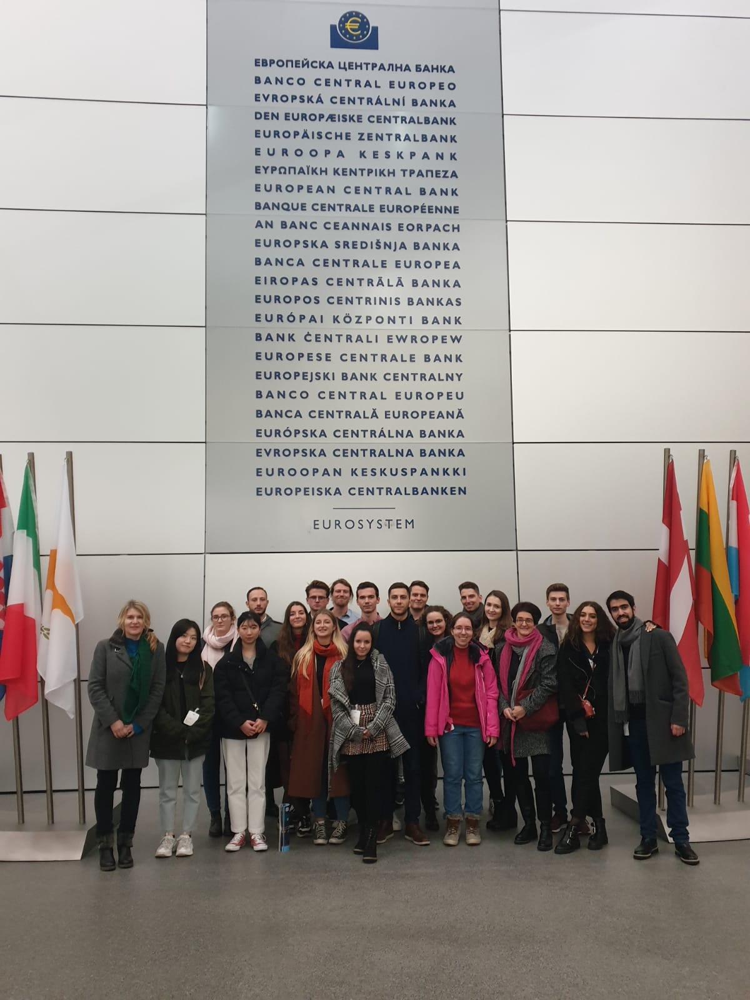 ЕВРОПЕЙСКА ЦЕНТРАЛНА БАНКА
BANCO CENTRAL EUROPEO
EVROPSKÁ CENTRÁLNÍ BANKA
DEN EUROPÆISKE CENTRALBANK
EUROPÄISCHE ZENTRALBANK
EUROOPA KESKPANK
ΕΥΡΩΠΑΪΚΗ ΚΕΝΤΡΙΚΗ ΤΡΑΠΕΖΑ
EUROPEAN CENTRAL BANK
BANQUE CENTRALE EUROPÉENNE
AN BANC CEANNAIS EORPACH
EUROPSKA SREDIŠNJA BANKA
BANCA CENTRALE EUROPEA
EIROPAS CENTRĀLĀ BANKA
EUROPOS CENTRINIS BANKAS
EURÓPAI KÖZPONTI BANK
BANK ĊENTRALI EWROPEW
EUROPESE CENTRALE BANK
EUROPEJSKI BANK CENTRALNY
BANCO CENTRAL EUROPEU
BANCA CENTRALĂ EUROPEANĂ
EURÓPSKA CENTRÁLNA BANKA
EVROPSKA CENTRALNA BANKA
EUROOPAN KESKUSPANKKI
EUROPEISKA CENTRALBANKEN
EUROSYSTEM